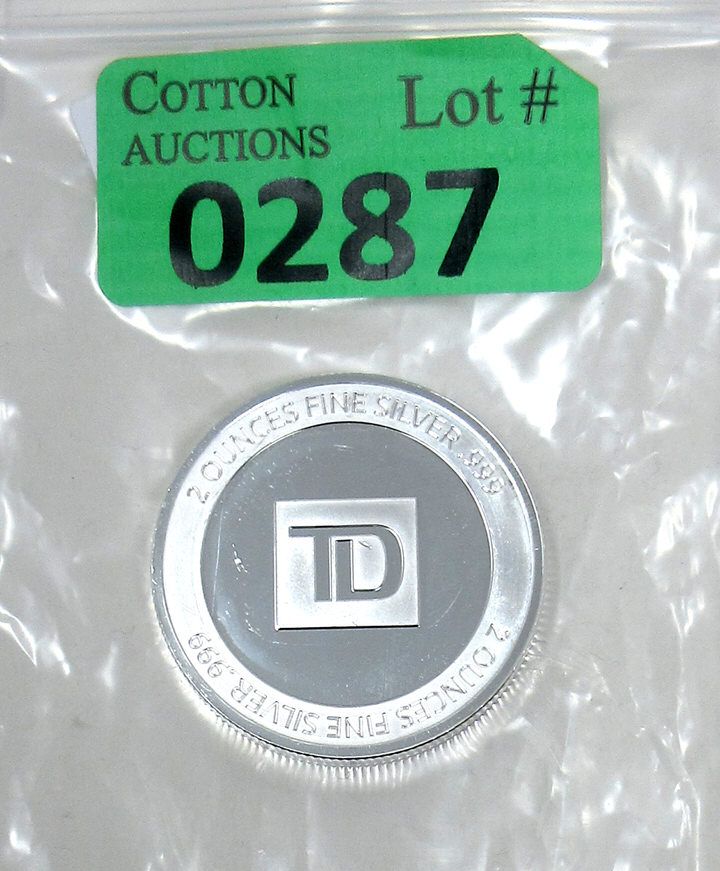 COTTON
AUCTIONS
Lot #
0287
2 OUNCES FINE SILVER .999
TD
2 OUNCES FINE SILVER .999